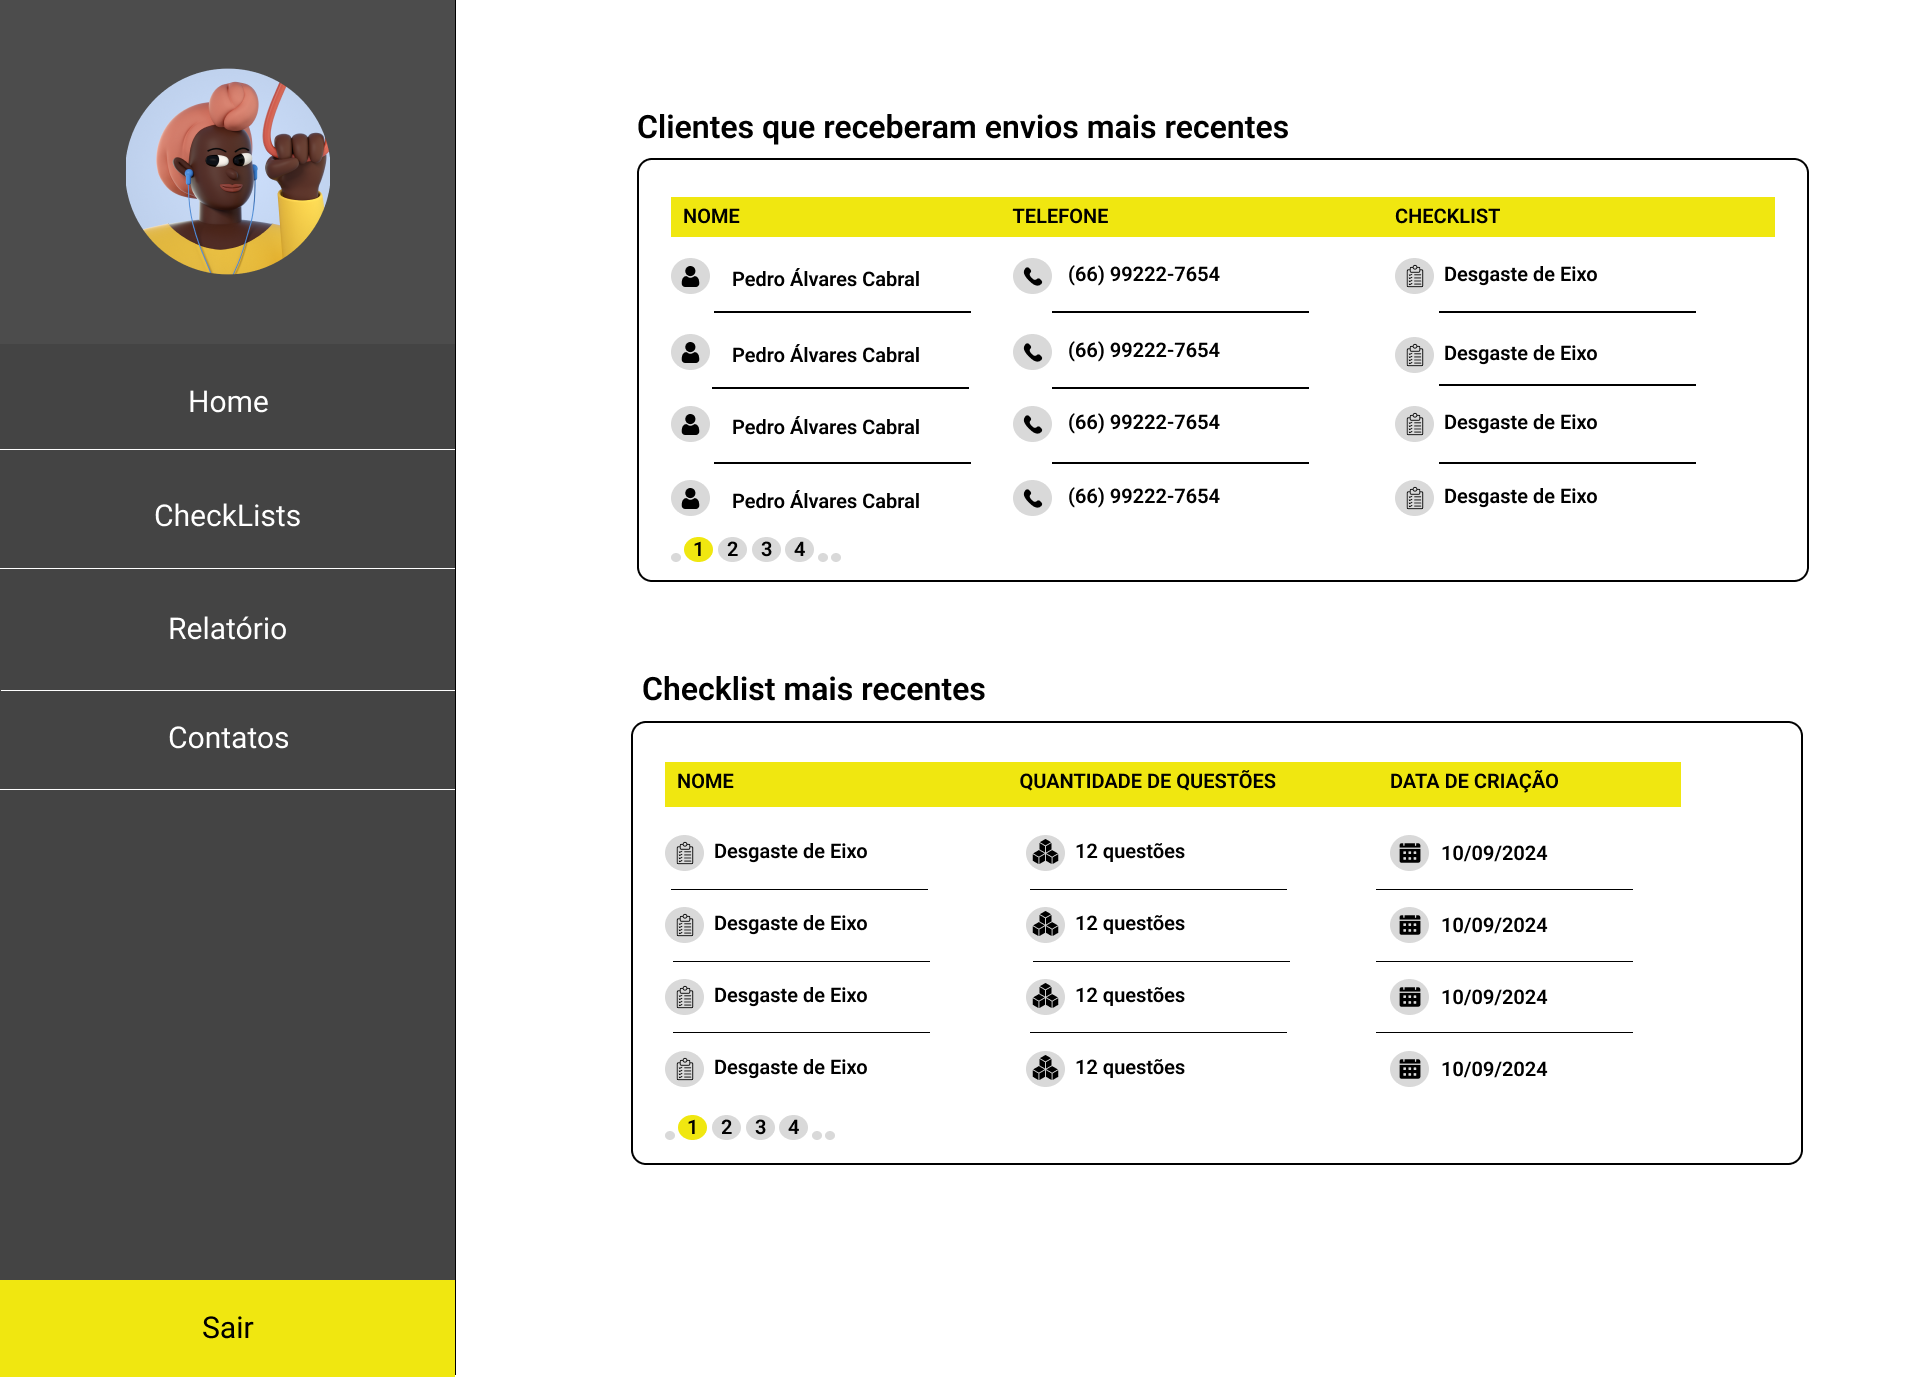 Home
CheckLists
Relatório
Contatos
Sair
Clientes que receberam envios mais recentes
NOME TELEFONE CHECKLIST
Pedro Álvares Cabral (66) 99222-7654 Desgaste de Eixo
Pedro Álvares Cabral (66) 99222-7654 Desgaste de Eixo
Pedro Álvares Cabral (66) 99222-7654 Desgaste de Eixo
Pedro Álvares Cabral (66) 99222-7654 Desgaste de Eixo
1 2 3 4
Checklist mais recentes
NOME QUANTIDADE DE QUESTÕES DATA DE CRIAÇÃO
Desgaste de Eixo 12 questões 10/09/2024
Desgaste de Eixo 12 questões 10/09/2024
Desgaste de Eixo 12 questões 10/09/2024
Desgaste de Eixo 12 questões 10/09/2024
1 2 3 4